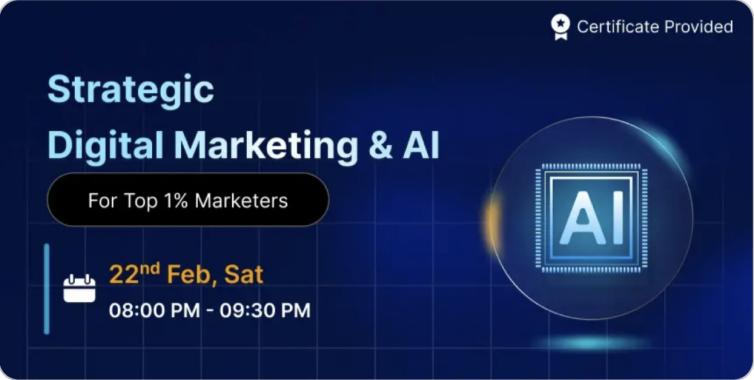 Certificate Provided
Strategic
Digital Marketing & AI
For Top 1% Marketers
22nd Feb, Sat
08:00 PM - 09:30 PM
AI